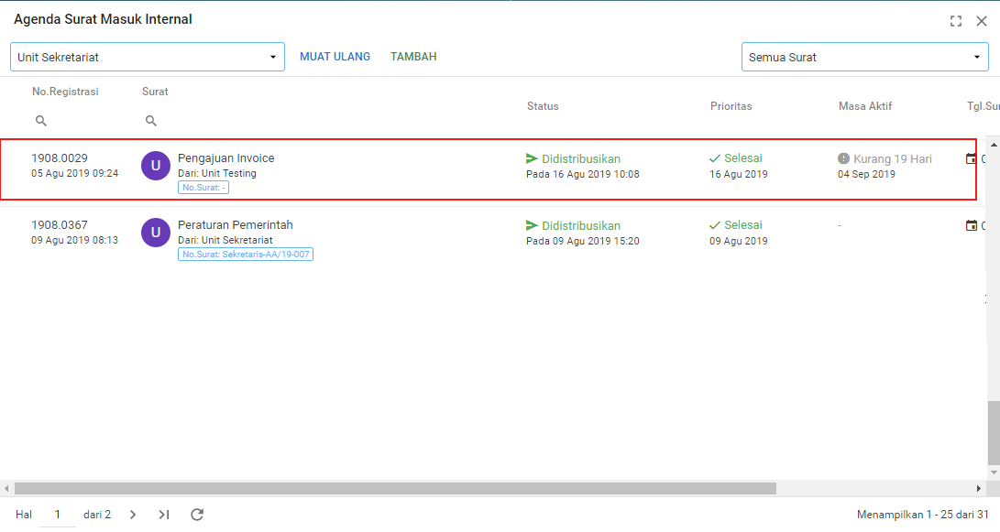 Agenda Surat Masuk Internal
Unit Sekretariat
MUAT ULANG
TAMBAH
Semua Surat
No.Registrasi
Surat
Status
Prioritas
Masa Aktif
Tgl.Sur
1908.0029
05 Agu 2019 09:24
U
Pengajuan Invoice
Dari: Unit Testing
No.Surat: -
Didistribusikan
Pada 16 Agu 2019 10:08
Selesai
16 Agu 2019
Kurang 19 Hari
04 Sep 2019
0
1908.0367
09 Agu 2019 08:13
U
Peraturan Pemerintah
Dari: Unit Sekretariat
No.Surat: Sekretaris-AA/19-007
Didistribusikan
Pada 09 Agu 2019 15:20
Selesai
09 Agu 2019
-
0
Hal 1 dari 2
Menampilkan 1 - 25 dari 31